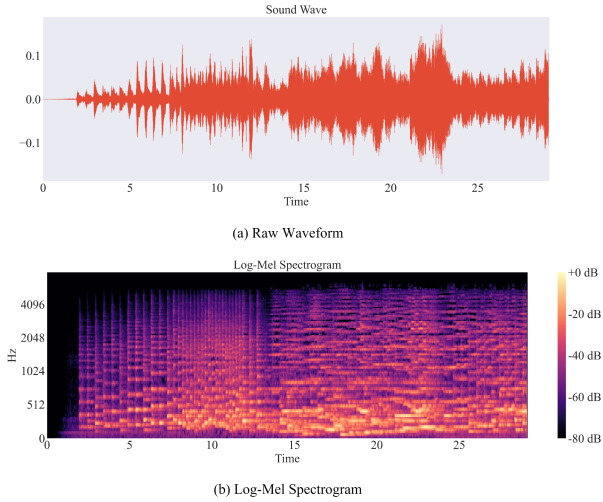 Sound Wave
0.1
0.0
−0.1
0 5 10 15 20 25
Time
(a) Raw Waveform
Log-Mel Spectrogram
+0 dB
4096
-20 dB
2048
Hz
-40 dB
1024
-60 dB
512
0
-80 dB
0 5 10 15 20 25
Time
(b) Log-Mel Spectrogram